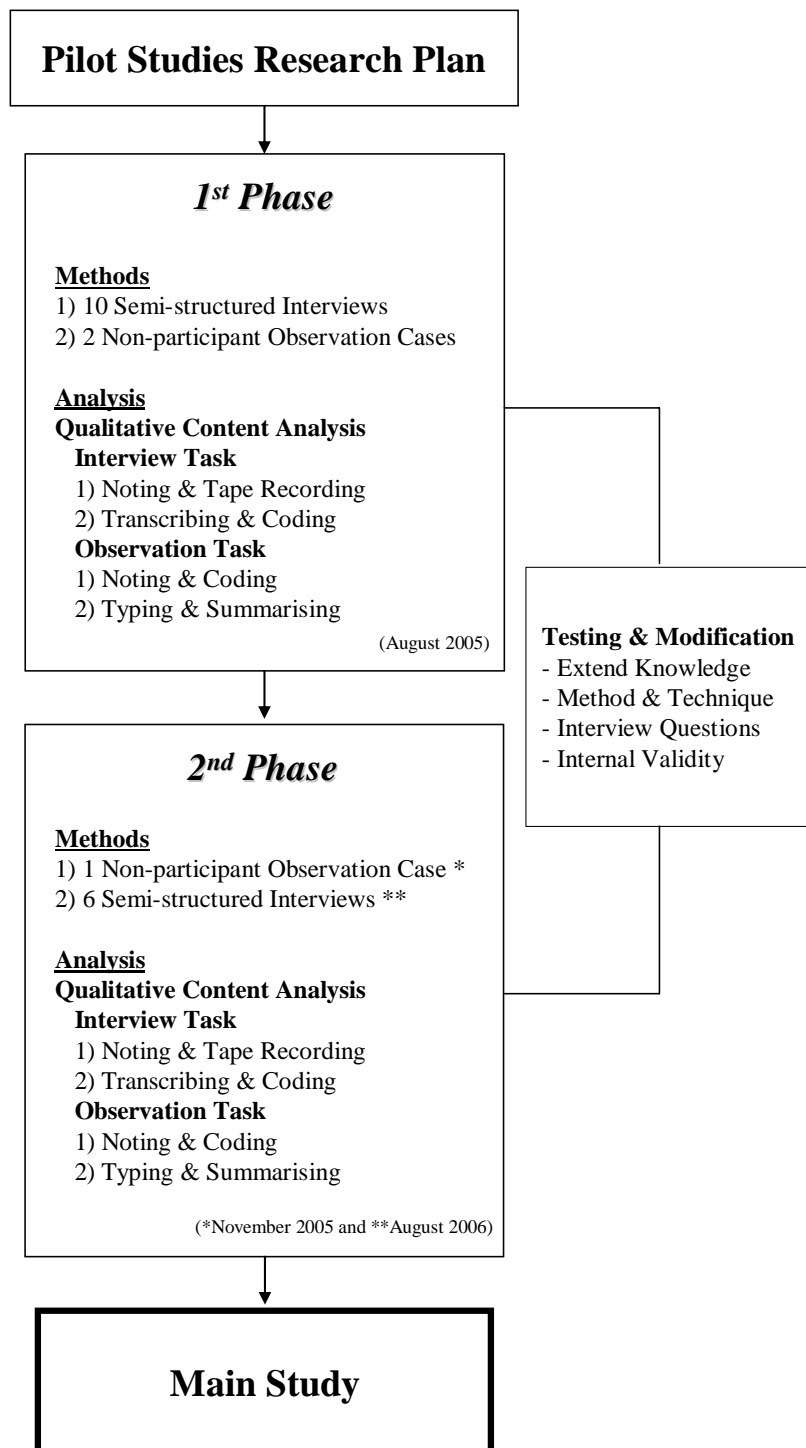 Pilot Studies Research Plan
1st Phase
Methods
1) 10 Semi-structured Interviews
2) 2 Non-participant Observation Cases
Analysis
Qualitative Content Analysis
Interview Task
1) Noting & Tape Recording
2) Transcribing & Coding
Observation Task
1) Noting & Coding
2) Typing & Summarising
(August 2005)
Testing & Modification
- Extend Knowledge
- Method & Technique
- Interview Questions
- Internal Validity
2nd Phase
Methods
1) 1 Non-participant Observation Case *
2) 6 Semi-structured Interviews **
Analysis
Qualitative Content Analysis
Interview Task
1) Noting & Tape Recording
2) Transcribing & Coding
Observation Task
1) Noting & Coding
2) Typing & Summarising
(*November 2005 and **August 2006)
Main Study